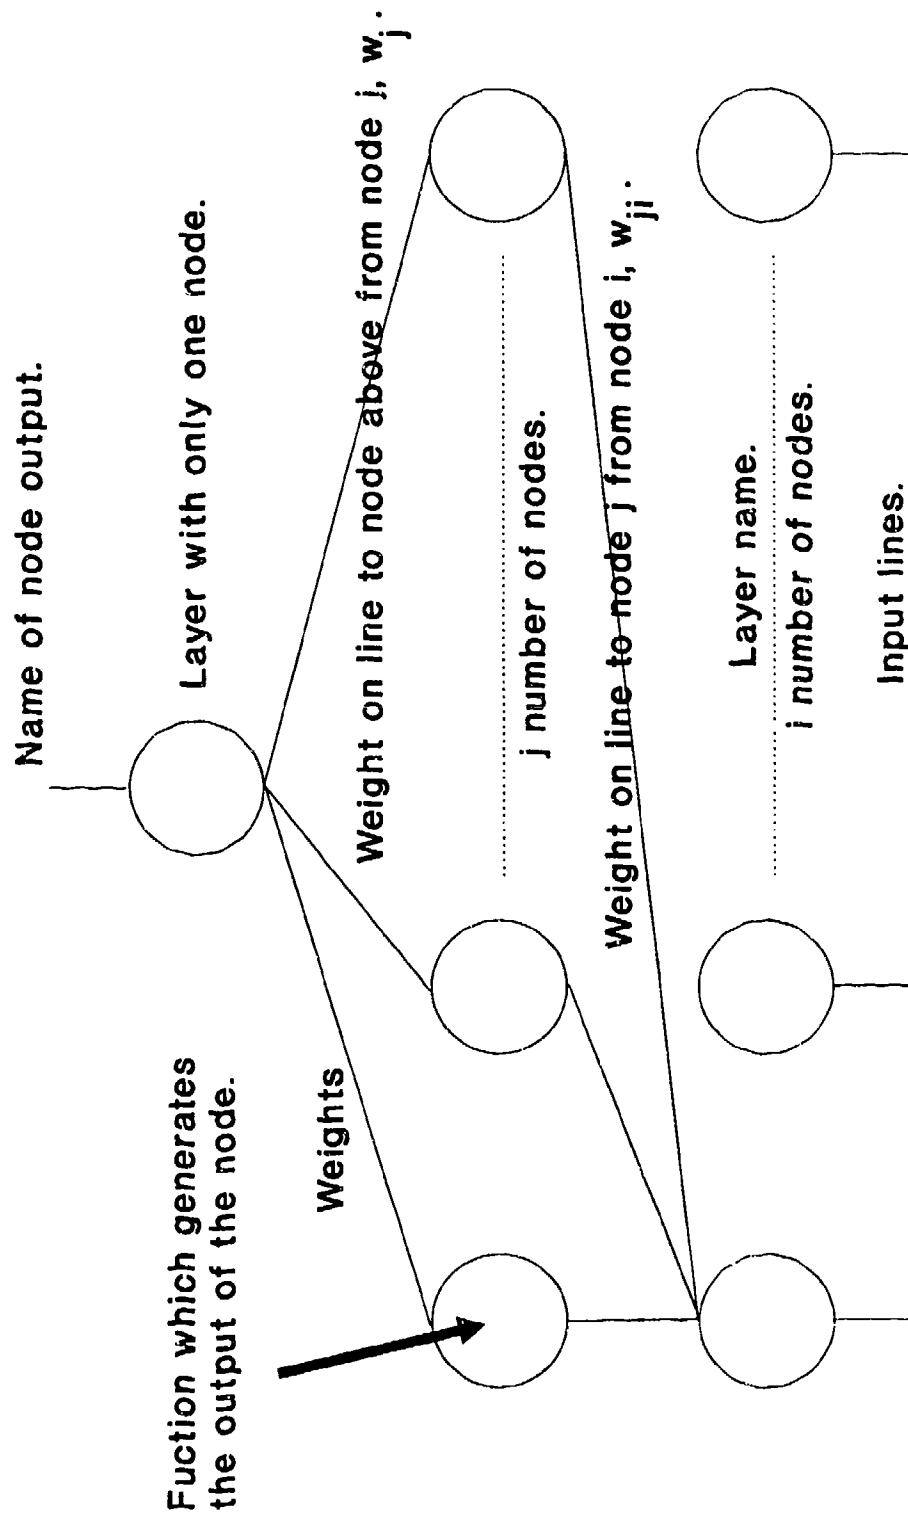 Name of node output.
Layer with only one node.
Fuction which generates
the output of the node.
Weights
Weight on line to node above from node j, wj.
j number of nodes.
Weight on line to node j from node i, wji.
Layer name.
i number of nodes.
Input lines.